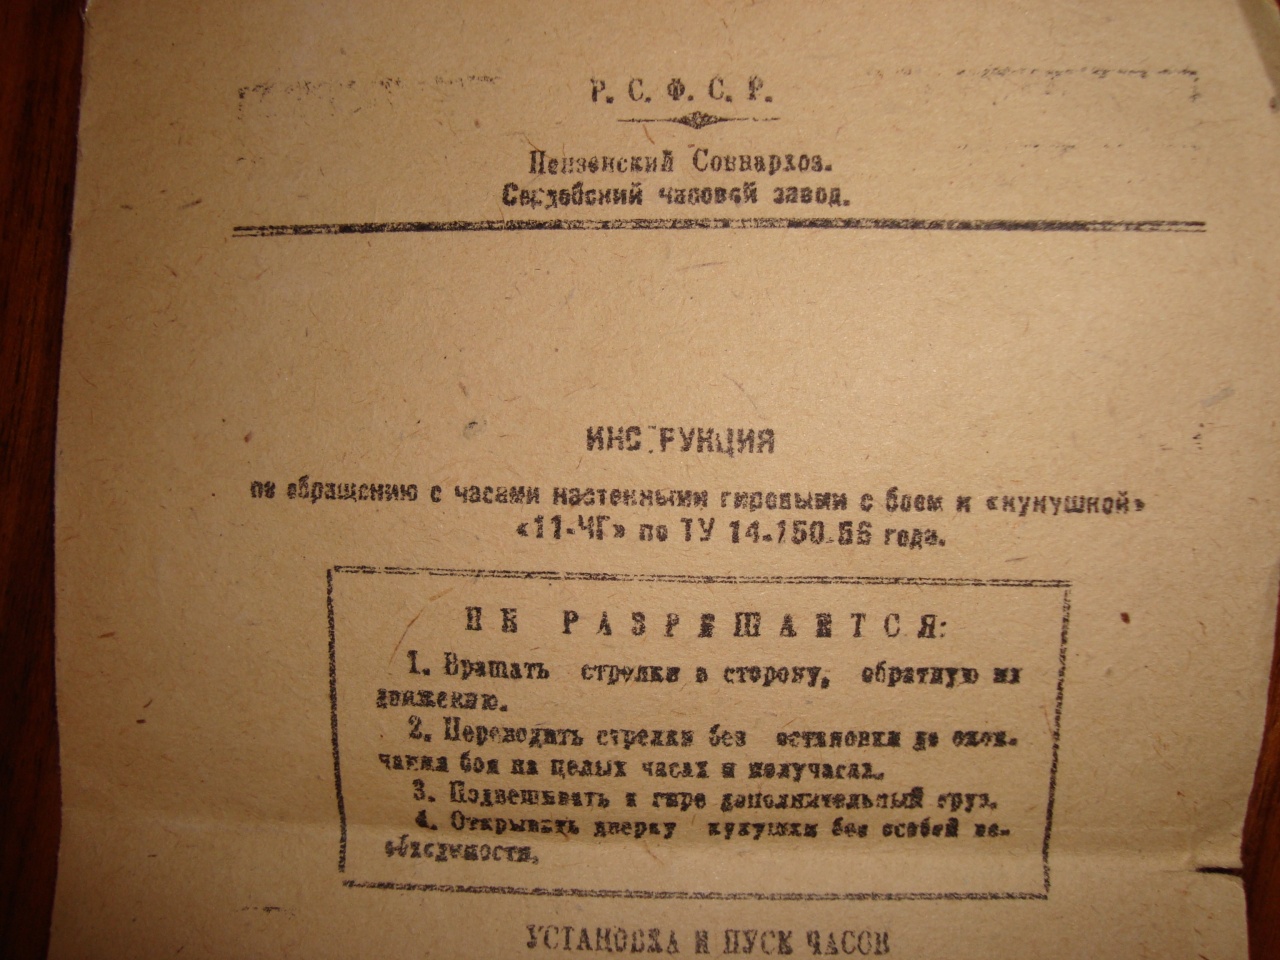 Р. С. Ф. С. Р.
Пензенский Совнархоз.
Сердобский часовой завод.
ИНСТРУКЦИЯ
по обращению с часами настенными гиревыми с боем и «кукушкой»
«11-ЧГ» по ТУ 14-150-56 года.
НЕ РАЗРЕШАЕТСЯ:
1. Вращать стрелки в сторону, обратную их
движению.
2. Переводить стрелки без остановки до окон-
чания боя на целых часах и получасах.
3. Подвешивать к гире дополнительный груз.
4. Открывать дверку кукушки без особой не-
обходимости.
УСТАНОВКА И ПУСК ЧАСОВ